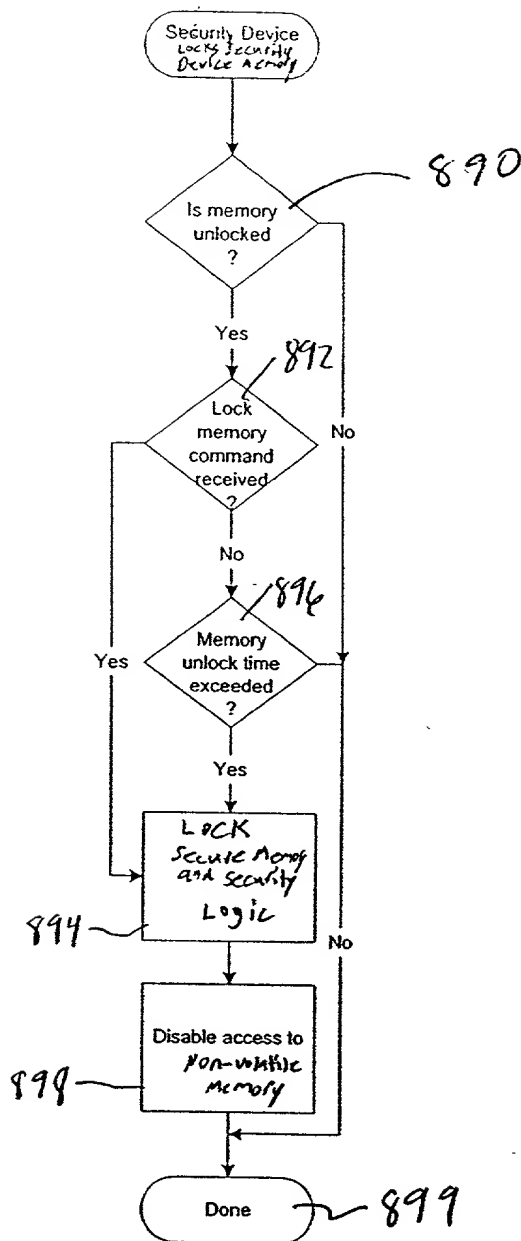 Security Device
Locks Security
Device Memory
890
Is memory
unlocked
?
Yes
892
Lock
memory
command
received
?
No
No
896
Memory
unlock time
exceeded
?
Yes
Yes
LOCK
Secure Memory
and Security
Logic
894
No
Disable access to
Non-volatile
Memory
898
Done
899